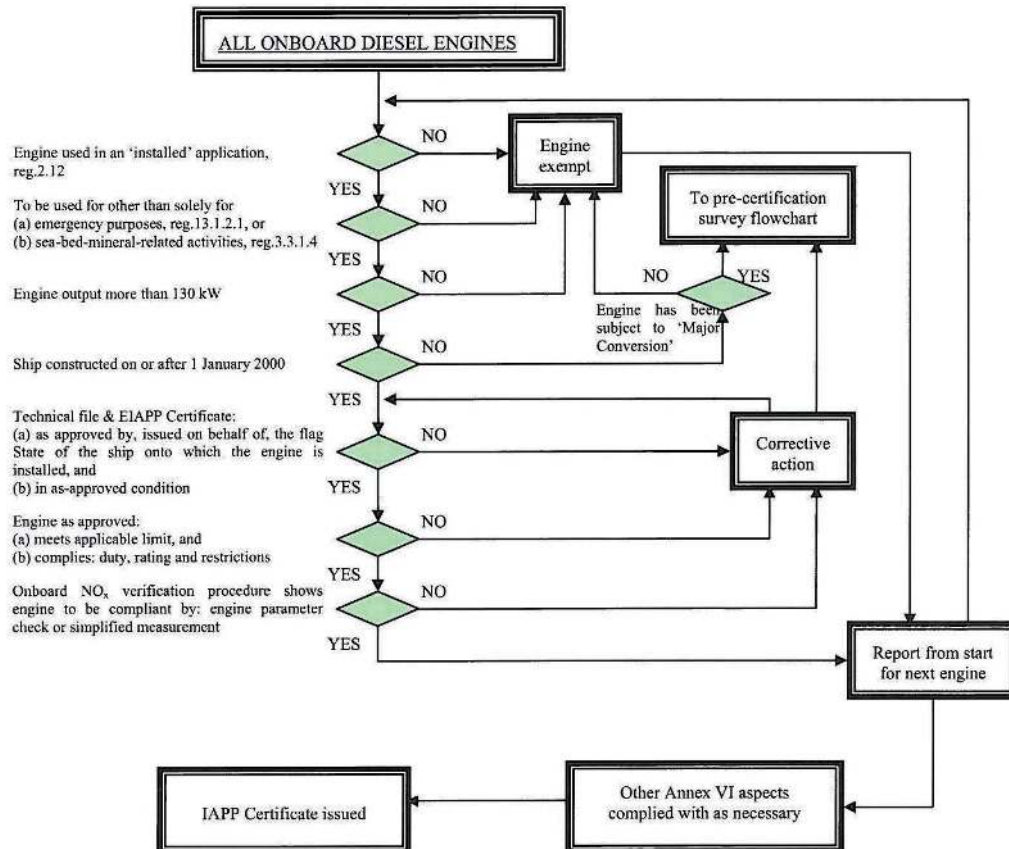 ALL ONBOARD DIESEL ENGINES
NO
Engine used in an ‘installed’ application,
reg.2.12
Engine
exempt
YES
To be used for other than solely for
(a) emergency purposes, reg.13.1.2.1, or
(b) sea-bed-mineral-related activities, reg.3.3.1.4
NO
To pre-certification
survey flowchart
YES
Engine output more than 130 kW
NO
NO
YES
Engine has been
subject to ‘Major
Conversion’
YES
Ship constructed on or after 1 January 2000
NO
YES
Technical file & EIAPP Certificate:
(a) as approved by, issued on behalf of, the flag
State of the ship onto which the engine is
installed, and
(b) in as-approved condition
NO
Corrective
action
YES
Engine as approved:
(a) meets applicable limit, and
(b) complies: duty, rating and restrictions
NO
YES
Onboard NOx verification procedure shows
engine to be compliant by: engine parameter
check or simplified measurement
NO
YES
Report from start
for next engine
Other Annex VI aspects
complied with as necessary
IAPP Certificate issued